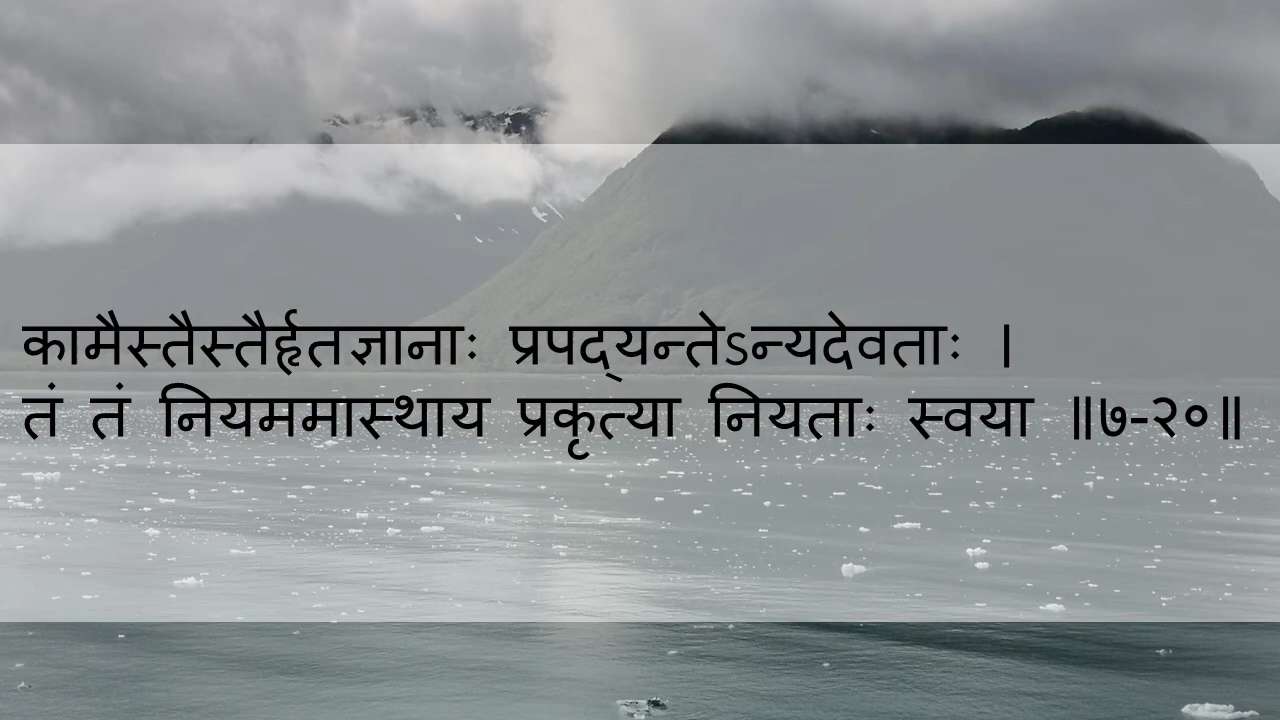 कामैस्तैस्तैर्हृतज्ञानाः प्रपद्यन्तेऽन्यदेवताः ।
तं तं नियममास्थाय प्रकृत्या नियताः स्वया ॥७-२०॥